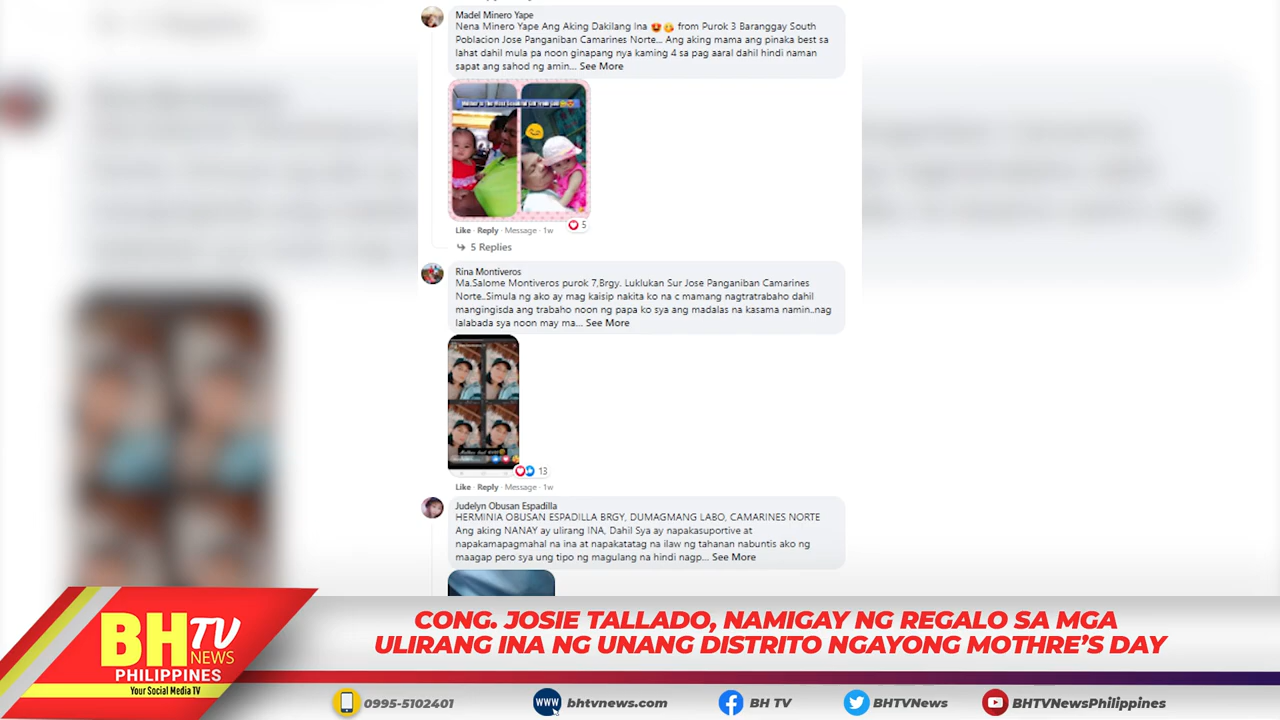 Madel Minero Yape
Nena Minero Yape Ang Aking Dakilang Ina 😍🥰 from Purok 3 Baranggay South
Poblacion Jose Panganiban Camarines Norte... Ang aking mama ang pinaka best sa
lahat dahil mula pa noon ginapang nya kaming 4 sa pag aaral dahil hindi naman
sapat ang sahod ng amin... See More
5
Like · Reply · Message · 1w
5 Replies
Rina Montiveros
Ma.Salome Montiveros purok 7,Brgy. Luklukan Sur Jose Panganiban Camarines
Norte..Simula ng ako ay mag kaisip nakita ko na c mamang nagtratrabaho dahil
mangingisda ang trabaho noon ng papa ko sya ang madalas na kasama namin..nag
lalabada sya noon may ma... See More
13
Like · Reply · Message · 1w
Judelyn Obusan Espadilla
HERMINIA OBUSAN ESPADILLA BRGY, DUMAGMANG LABO, CAMARINES NORTE
Ang aking NANAY ay ulirang INA, Dahil Sya ay napakasuportive at
napakamapagmahal na ina at napakatatag na ilaw ng tahanan nabuntis ako ng
maagap pero sya ung tipo ng magulang na hindi nagp... See More
BH TV
NEWS
PHILIPPINES
Your Social Media TV
CONG. JOSIE TALLADO, NAMIGAY NG REGALO SA MGA
ULIRANG INA NG UNANG DISTRITO NGAYONG MOTHRE'S DAY
0995-5102401
WWW
bhtvnews.com
BH TV
BHTVNews
BHTVNewsPhilippines